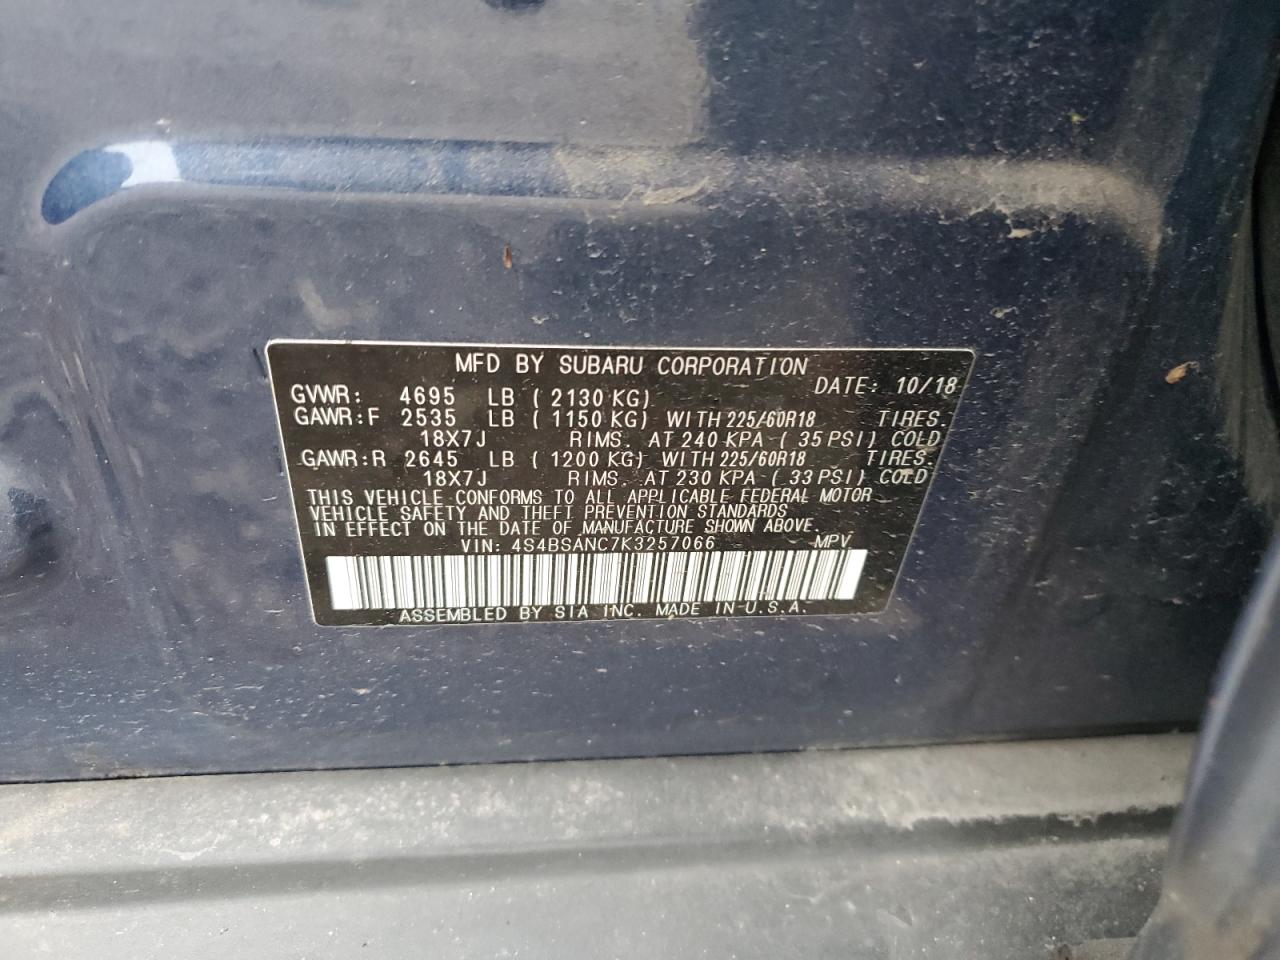 MFD BY SUBARU CORPORATION
DATE: 10/18
GVWR: 4695 LB ( 2130 KG)
GAWR:F 2535 LB ( 1150 KG) WITH 225/60R18 TIRES.
18X7J RIMS. AT 240 KPA ( 35 PSI) COLD
GAWR:R 2645 LB ( 1200 KG) WITH 225/60R18 TIRES.
18X7J RIMS. AT 230 KPA ( 33 PSI) COLD
THIS VEHICLE CONFORMS TO ALL APPLICABLE FEDERAL MOTOR
VEHICLE SAFETY AND THEFT PREVENTION STANDARDS
IN EFFECT ON THE DATE OF MANUFACTURE SHOWN ABOVE.
VIN: 4S4BSANC7K3257066 MPV
ASSEMBLED BY SIA INC. MADE IN U.S.A.